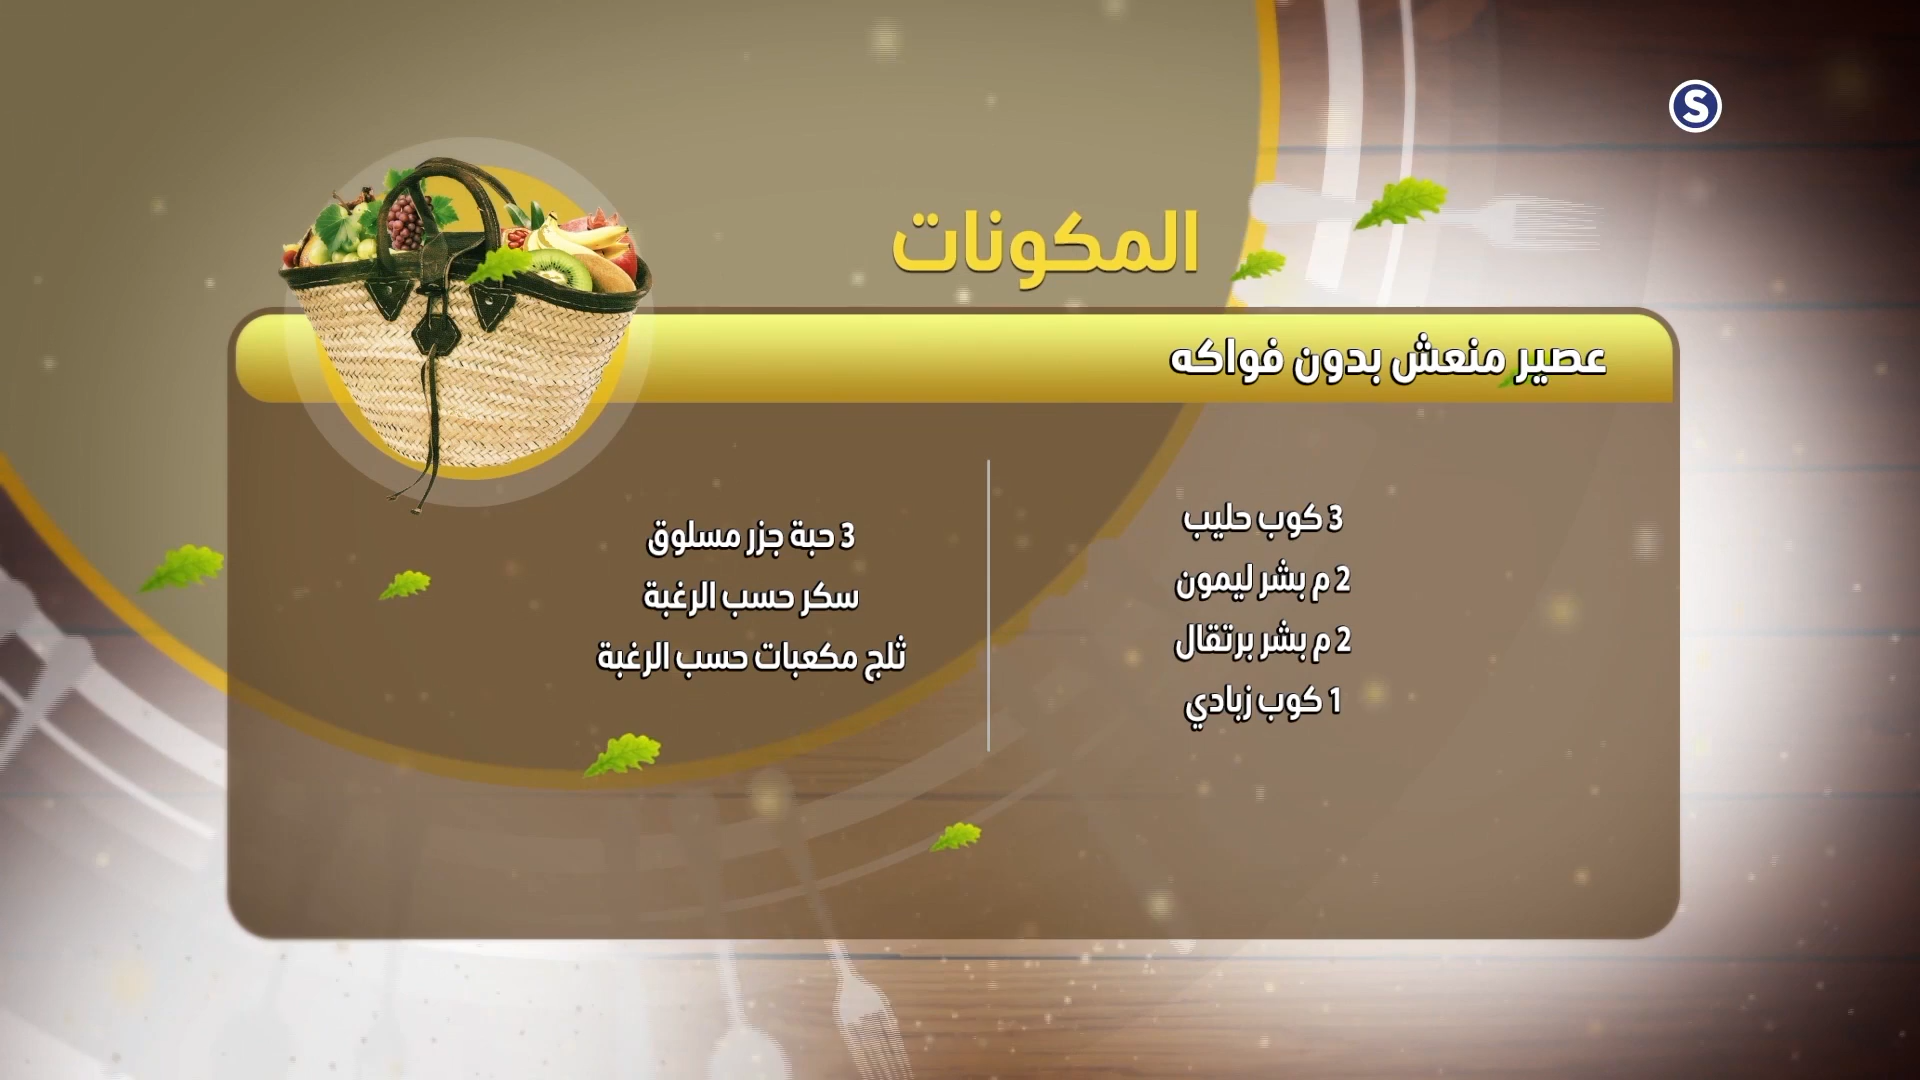 S
المكونات
عصير منعش بدون فواكه
3 كوب حليب
2 م بشر ليمون
2 م بشر برتقال
1 كوب زبادي
3 حبة جزر مسلوق
سكر حسب الرغبة
ثلج مكعبات حسب الرغبة